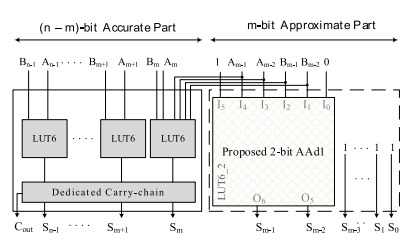 (n – m)-bit Accurate Part
m-bit Approximate Part
Bn-1 An-1 · · · · Bm+1 Am+1 Bm Am
1 Am-1 Am-2 Bm-1 Bm-2 0
I5 I4 I3 I2 I1 I0
LUT6 · · · · LUT6 LUT6
Proposed 2-bit AAd1
LUT6_2
1 · · · 1 1
Dedicated Carry-chain
O6 O5
Cout Sn-1 · · · · Sm+1 Sm
Sm-1 Sm-2 Sm-3 · · · S1 S0